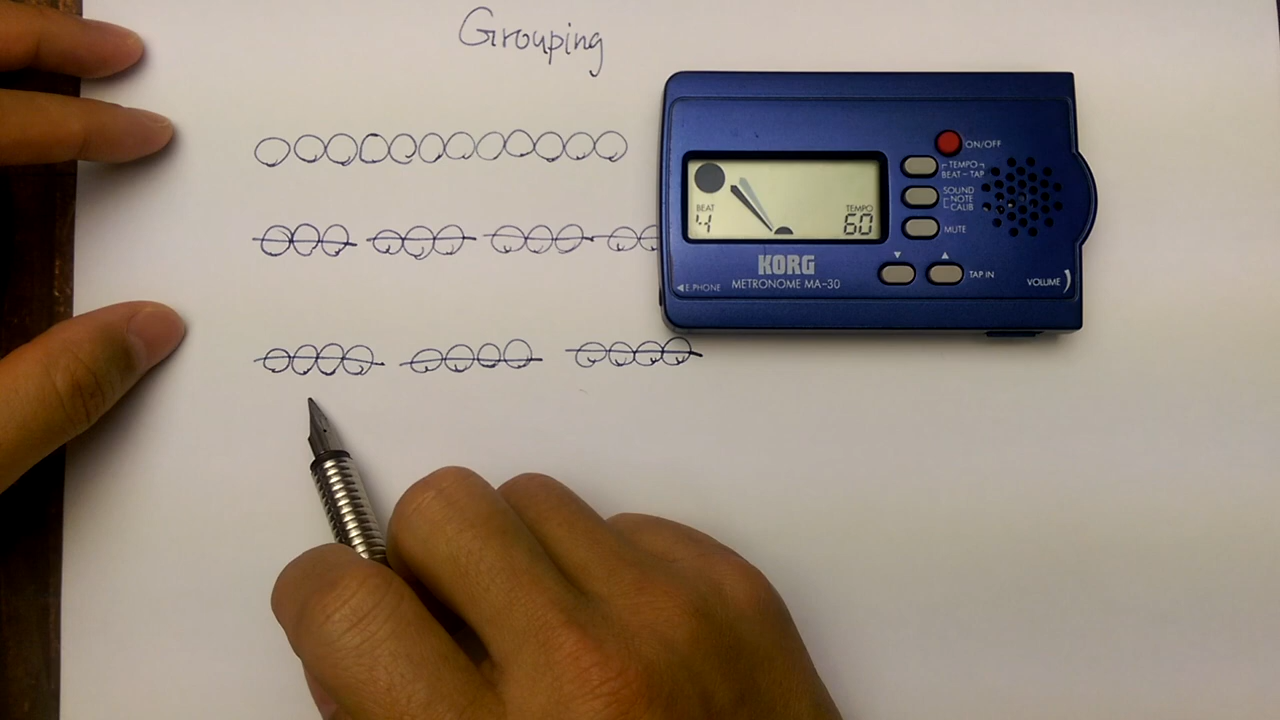 Grouping
ON/OFF
TEMPO
BEAT – TAP
SOUND
NOTE
CALIB
BEAT
TEMPO
4
60
MUTE
KORG
TAP IN
E.PHONE
METRONOME MA-30
VOLUME